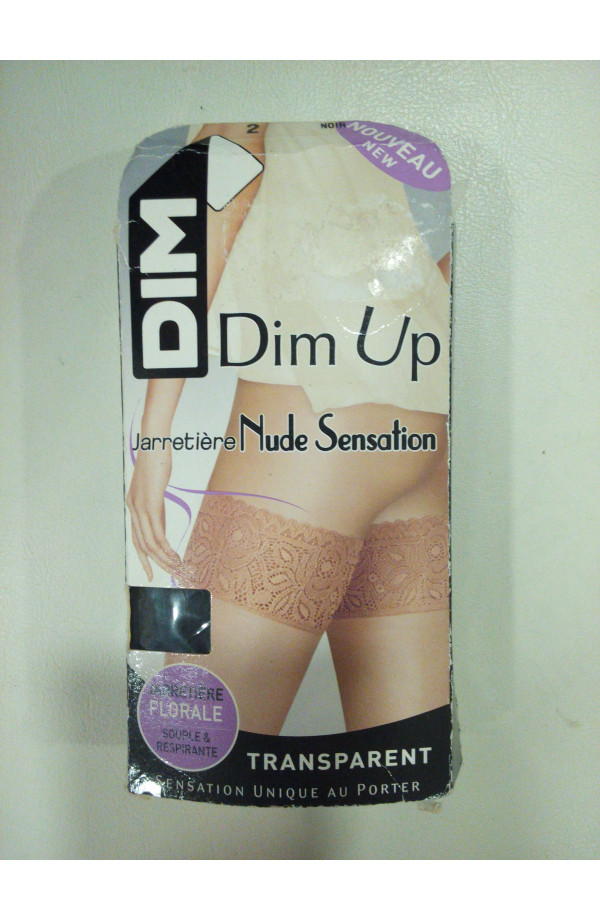 2
NOIR
NOUVEAU
NEW
DIM
Dim Up
Jarretière Nude Sensation
JARRETIÈRE
FLORALE
SOUPLE &
RESPIRANTE
TRANSPARENT
SENSATION UNIQUE AU PORTER